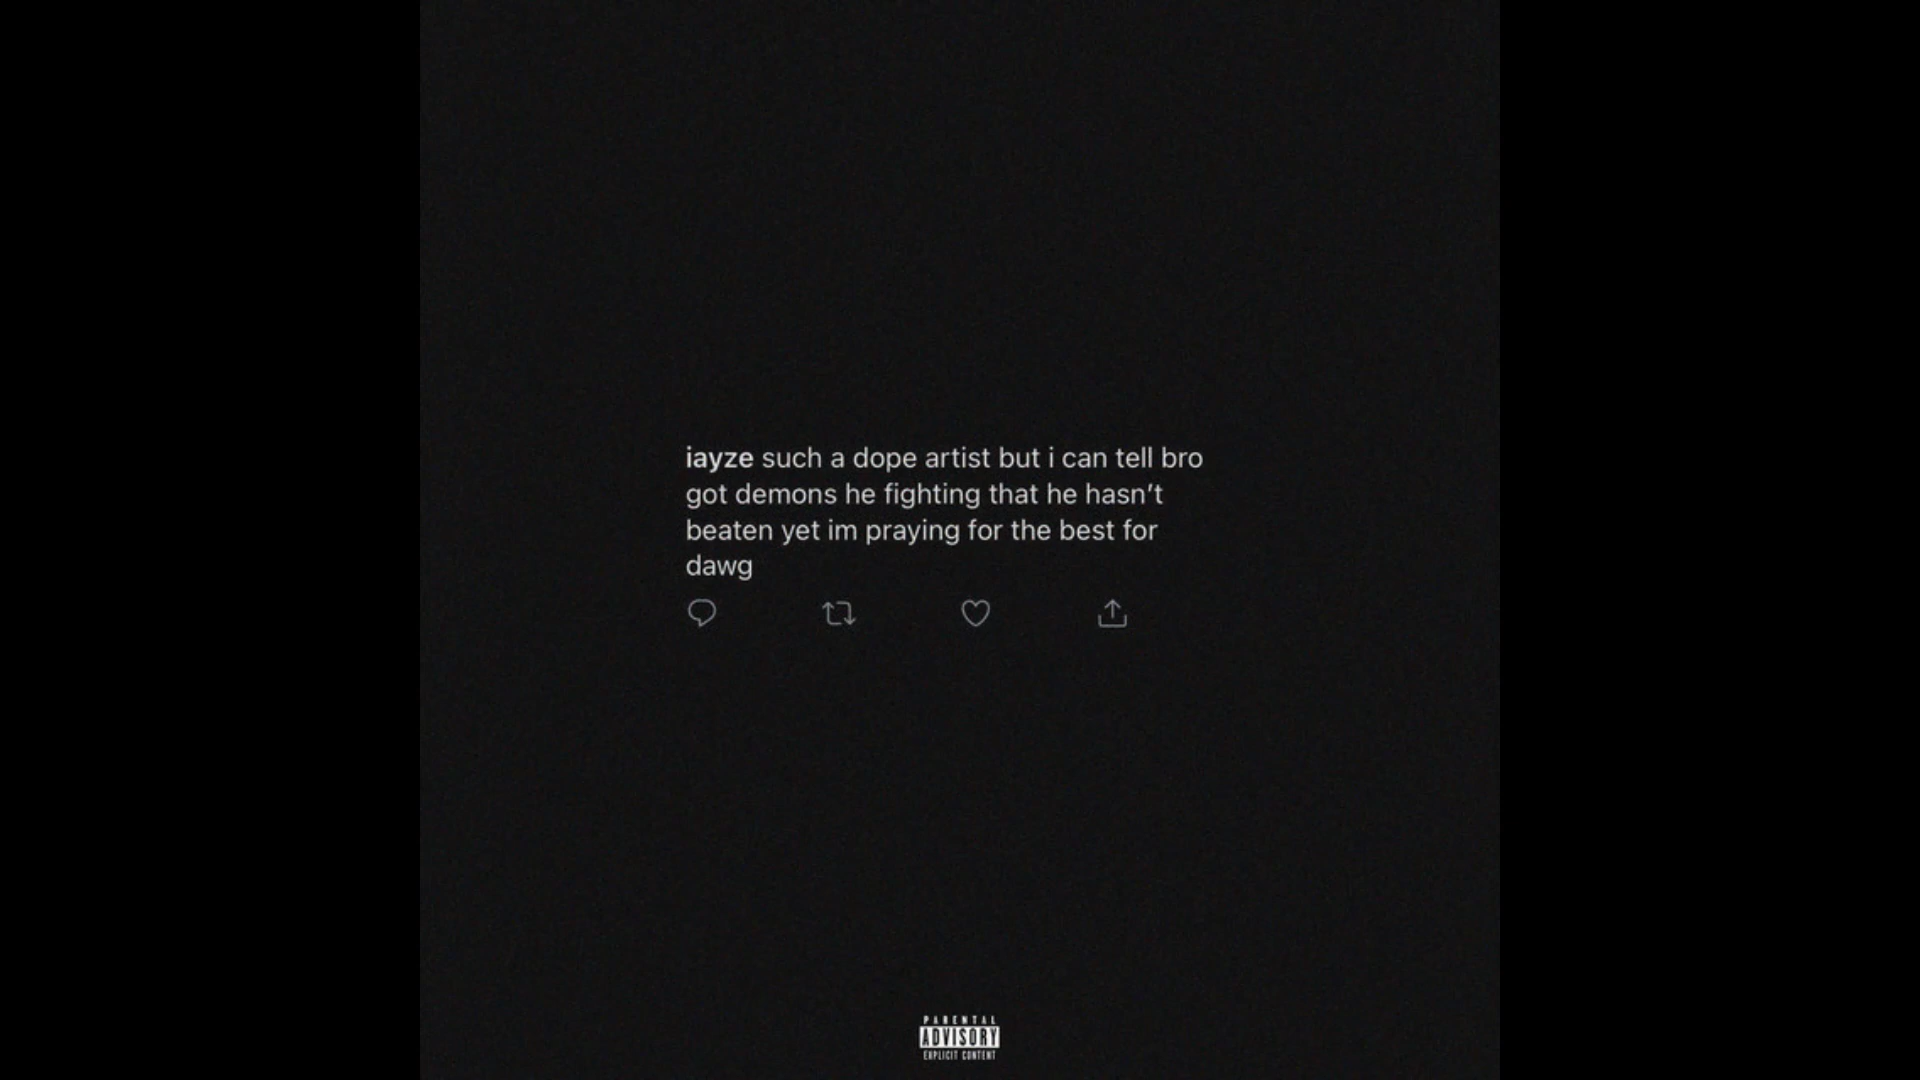 iayze such a dope artist but i can tell bro
got demons he fighting that he hasn’t
beaten yet im praying for the best for
dawg
PARENTAL
ADVISORY
EXPLICIT CONTENT